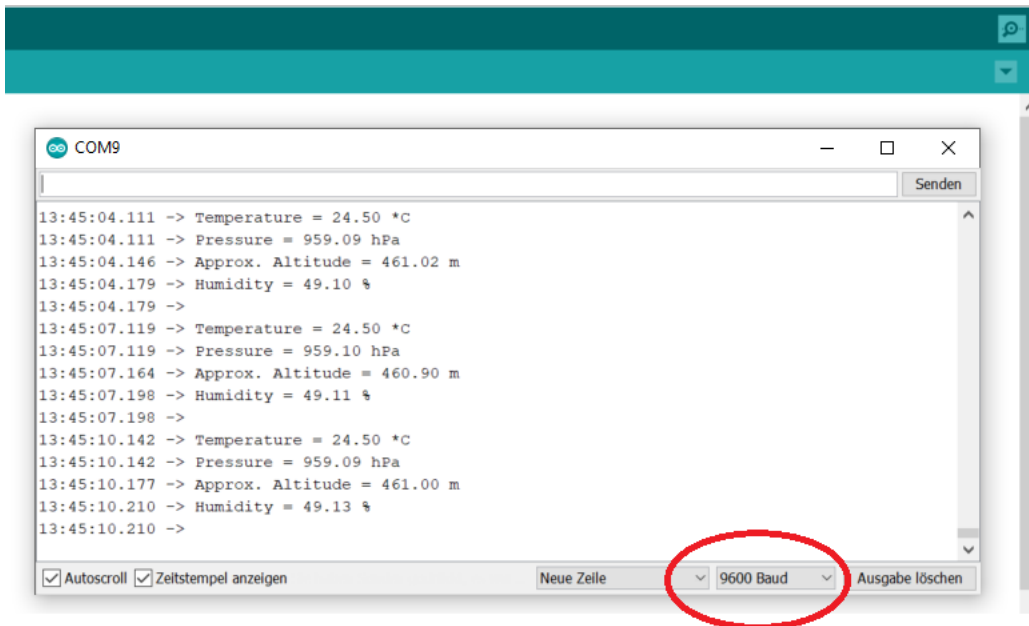 COM9
Senden
13:45:04.111 -> Temperature = 24.50 *C
13:45:04.111 -> Pressure = 959.09 hPa
13:45:04.146 -> Approx. Altitude = 461.02 m
13:45:04.179 -> Humidity = 49.10 %
13:45:04.179 ->
13:45:07.119 -> Temperature = 24.50 *C
13:45:07.119 -> Pressure = 959.10 hPa
13:45:07.164 -> Approx. Altitude = 460.90 m
13:45:07.198 -> Humidity = 49.11 %
13:45:07.198 ->
13:45:10.142 -> Temperature = 24.50 *C
13:45:10.142 -> Pressure = 959.09 hPa
13:45:10.177 -> Approx. Altitude = 461.00 m
13:45:10.210 -> Humidity = 49.13 %
13:45:10.210 ->
Autoscroll Zeitstempel anzeigen Neue Zeile 9600 Baud Ausgabe löschen